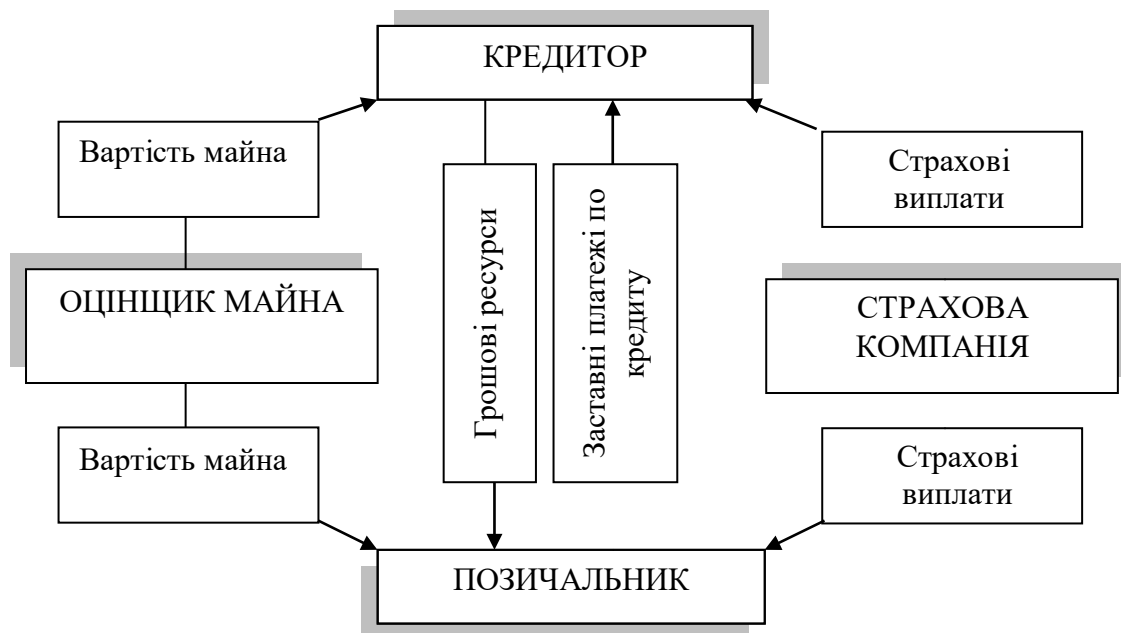 КРЕДИТОР
Вартість майна
Страхові
виплати
Грошові ресурси
Заставні платежі по
кредиту
ОЦІНЩИК МАЙНА
СТРАХОВА
КОМПАНІЯ
Вартість майна
Страхові
виплати
ПОЗИЧАЛЬНИК